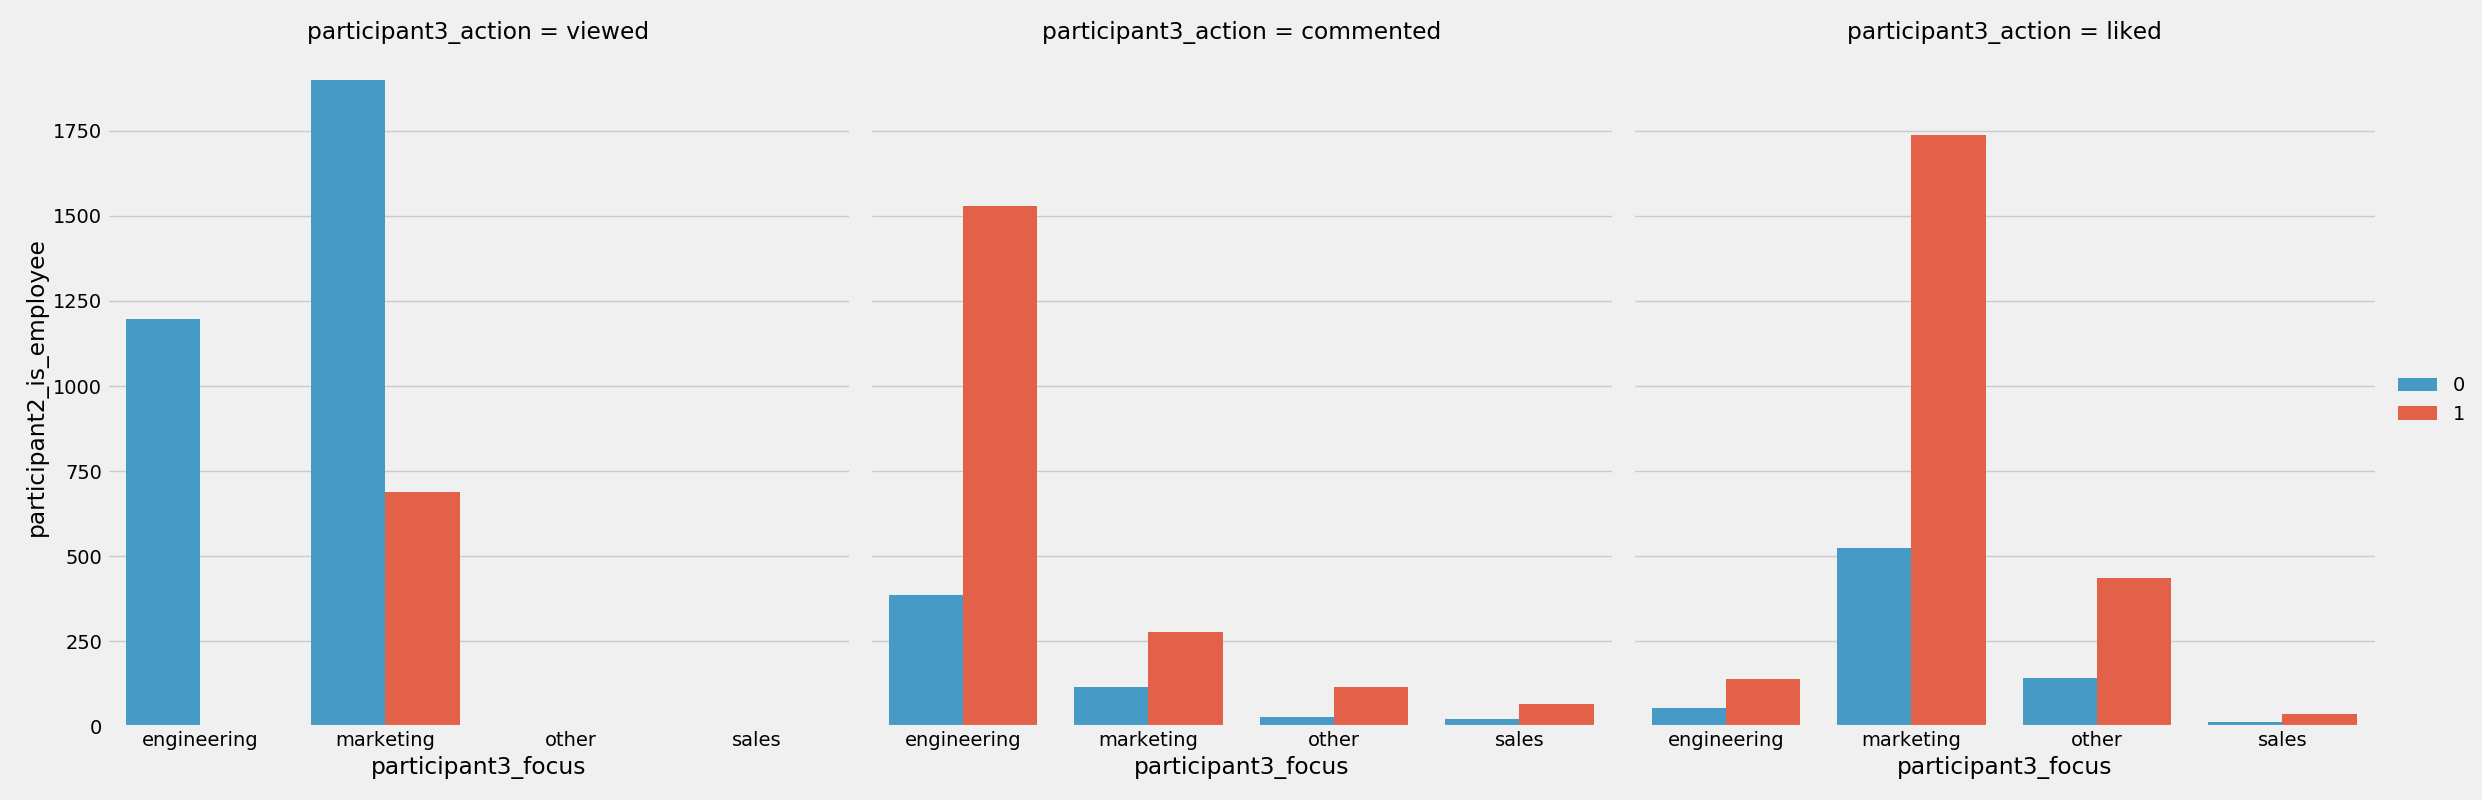 participant3_action = viewed
participant3_action = commented
participant3_action = liked
participant2_is_employee
1750
1500
1250
1000
750
500
250
0
engineering marketing other sales
engineering marketing other sales
engineering marketing other sales
participant3_focus
participant3_focus
participant3_focus
0
1